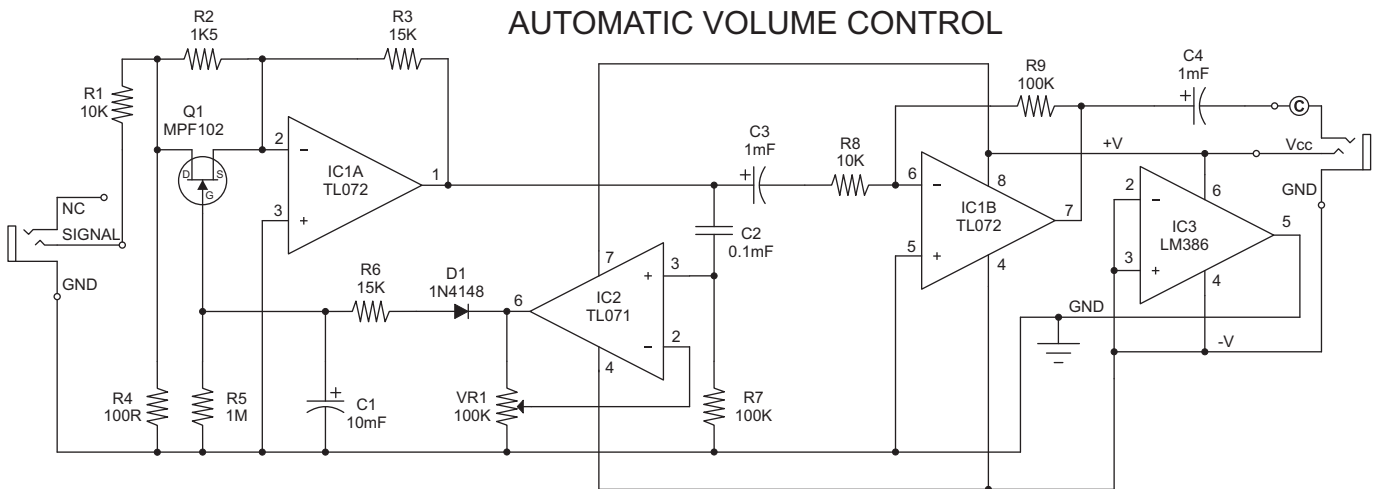 AUTOMATIC VOLUME CONTROL
R2
1K5
R3
15K
R1
10K
Q1
MPF102
D
S
G
2
−
3
+
IC1A
TL072
1
NC
SIGNAL
GND
R4
100R
R5
1M
+
C1
10mF
R6
15K
D1
1N4148
VR1
100K
6
7
4
IC2
TL071
+
3
−
2
C2
0.1mF
R7
100K
C3
1mF
+
R8
10K
R9
100K
6
−
5
+
IC1B
TL072
8
7
4
C4
1mF
+
C
+V
Vcc
GND
2
−
3
+
6
IC3
LM386
5
4
GND
-V